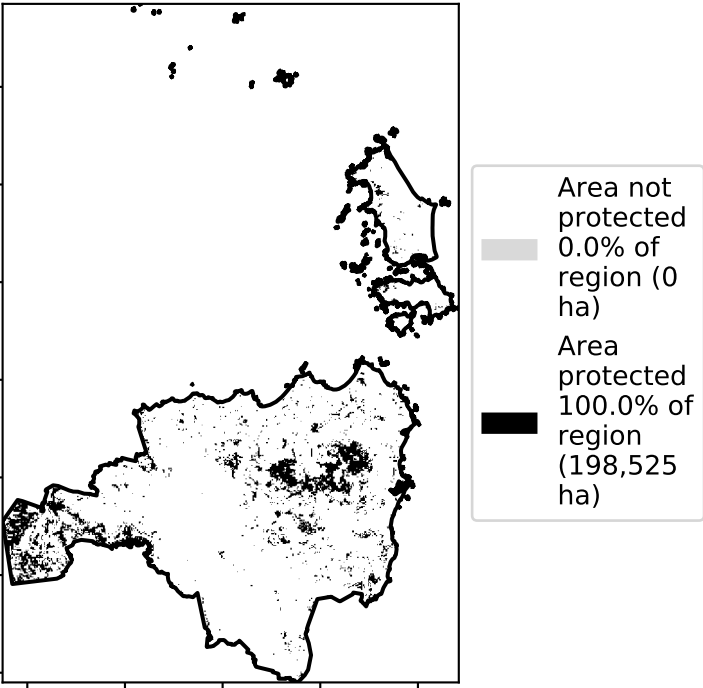 Area not
protected
0.0% of
region (0
ha)
Area
protected
100.0% of
region
(198,525
ha)